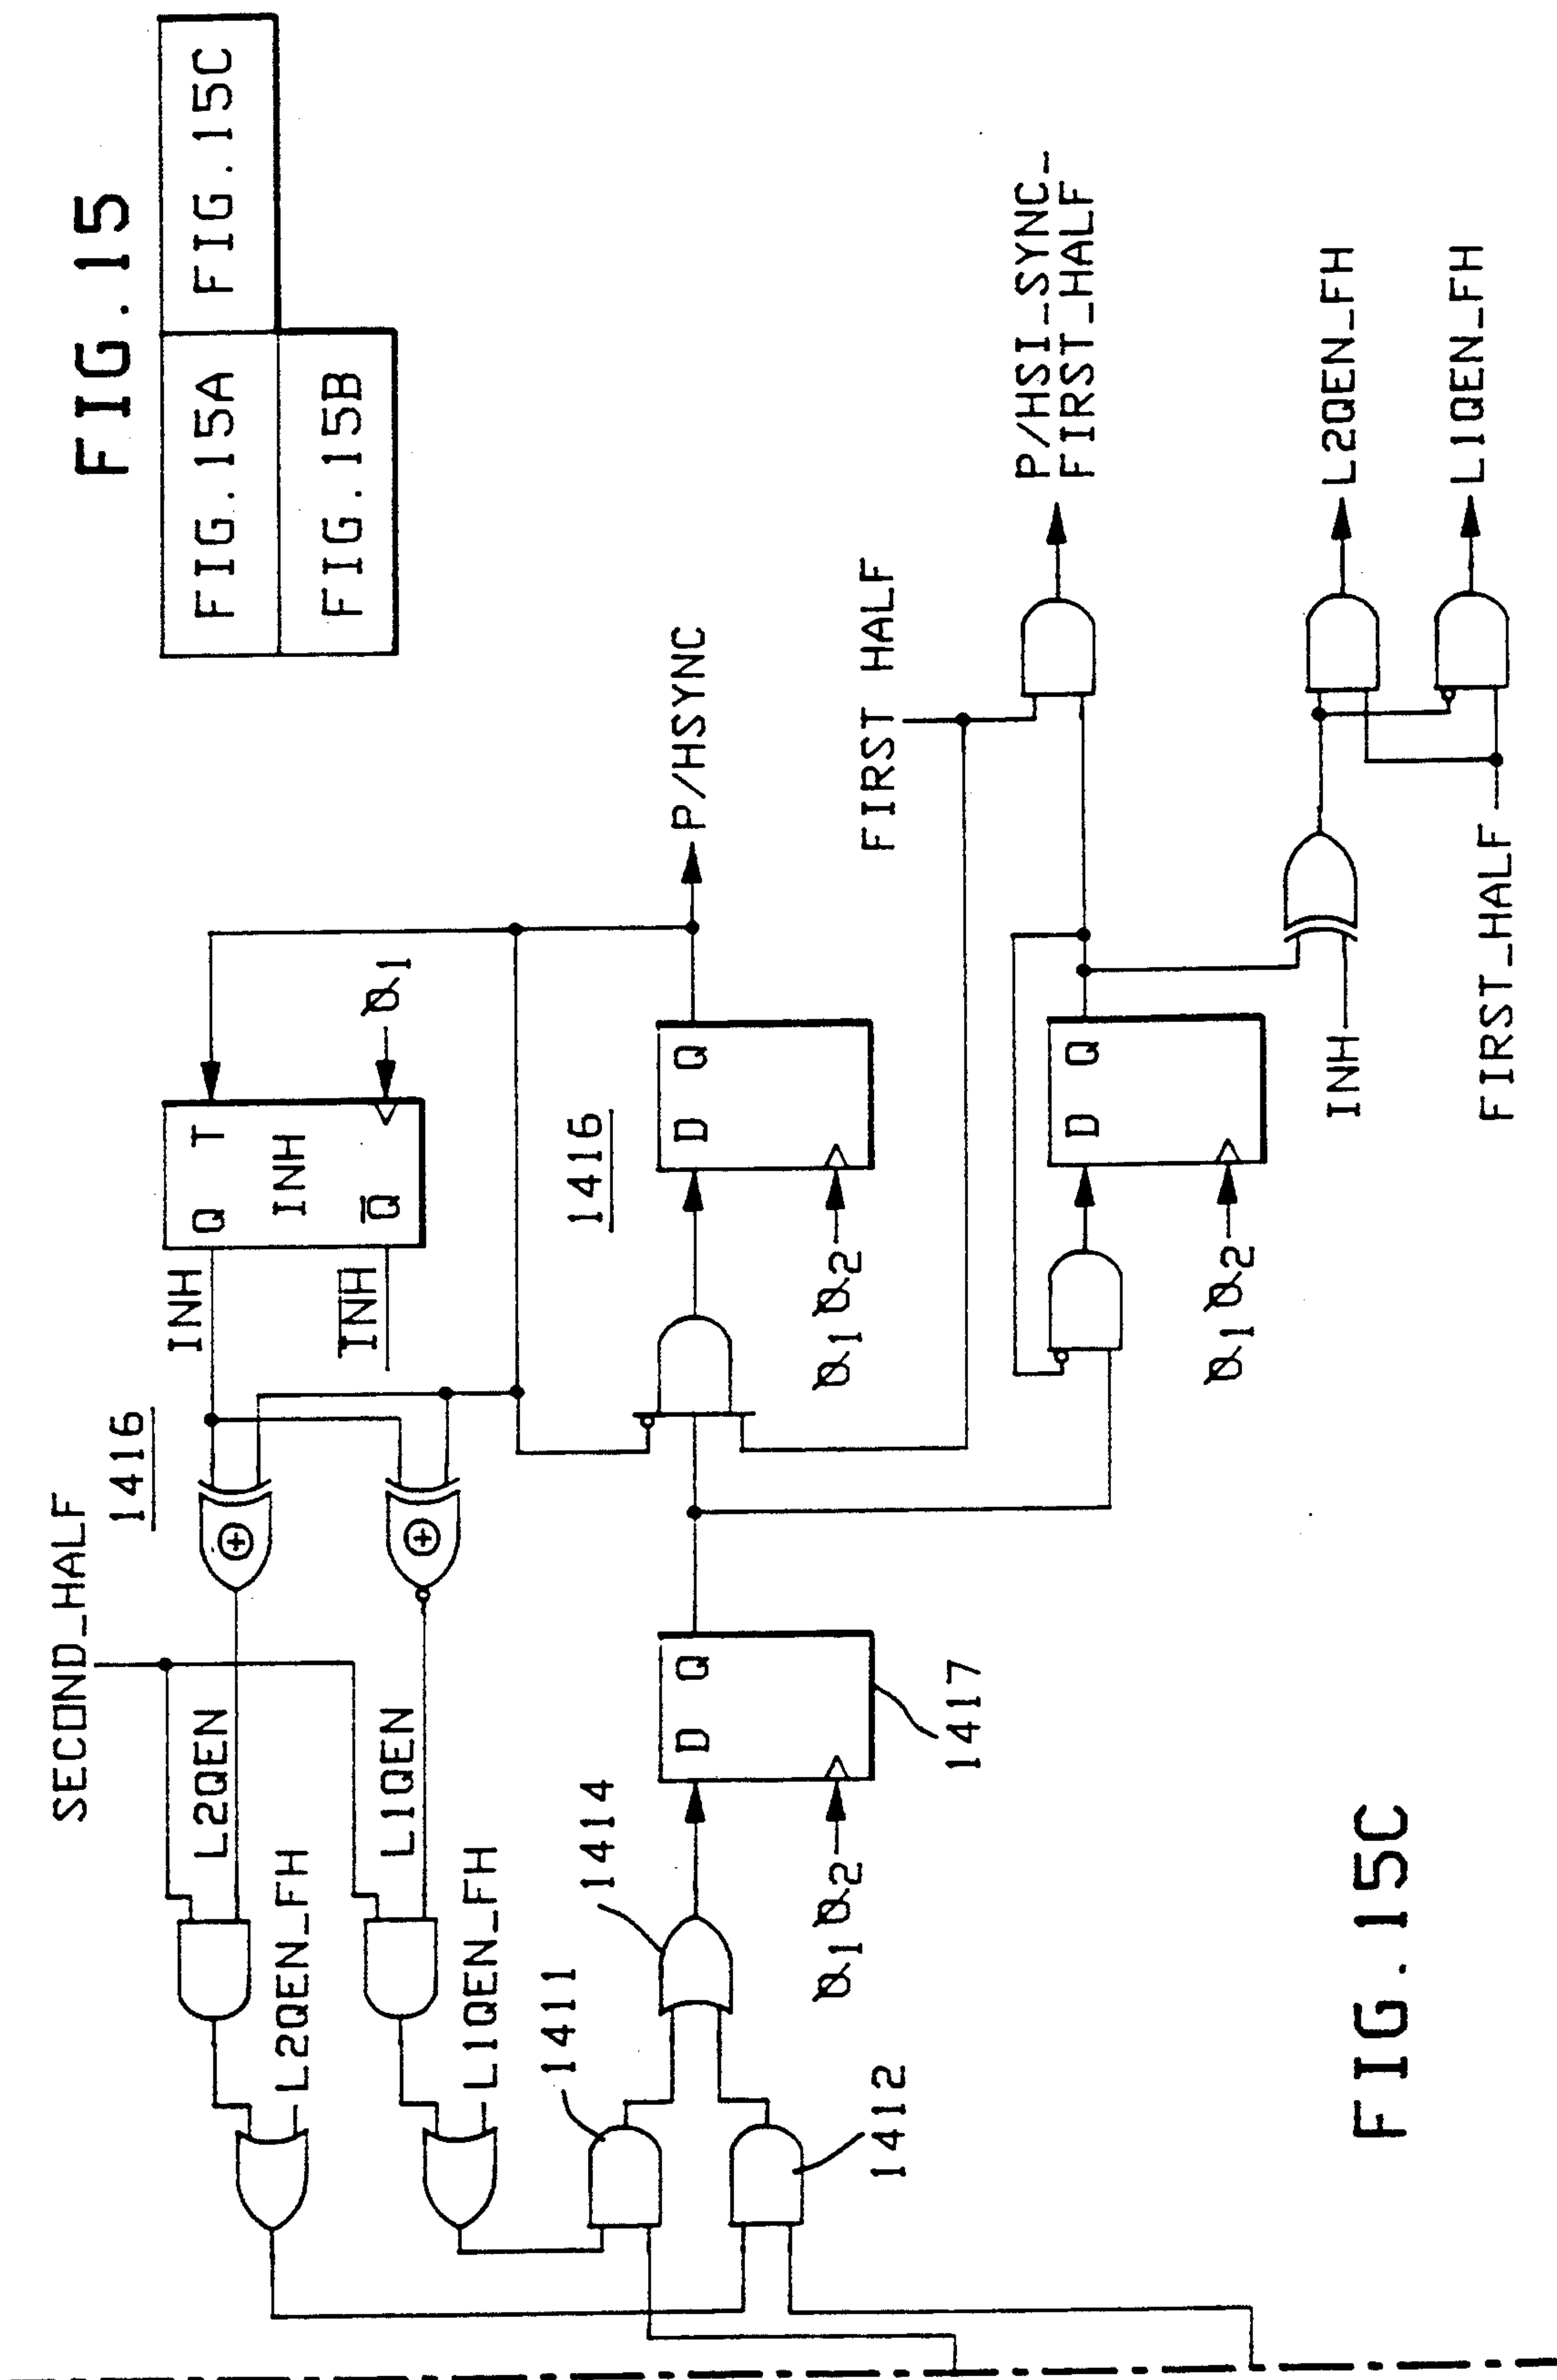 FIG.15
FIG.15A
FIG.15C
FIG.15B
SECOND_HALF
1416
L2QEN
L2QEN_FH
INH
INH
Q
T
INH
Q
Ø1
L1QEN
L1QEN_FH
1411
1412
1414
D
Q
Ø1Ø2
1417
1416
D
Q
Ø1Ø2
P/HSYNC
FIRST HALF
P/HSI_SYNC_
FIRST_HALF
D
Q
Ø1Ø2
INH
L2QEN_FH
FIRST_HALF
L1QEN_FH
FIG.15C